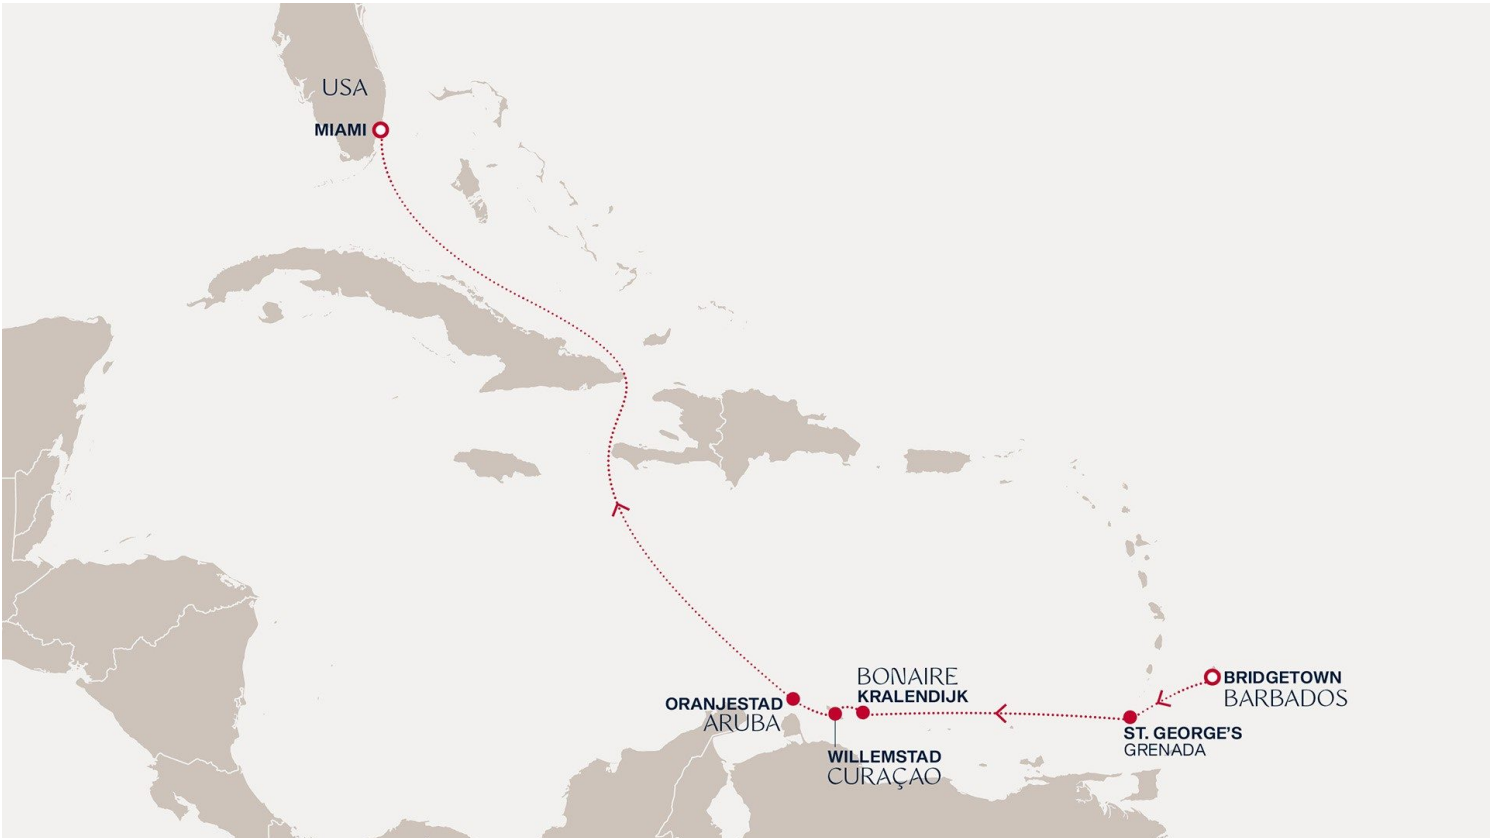 USA
MIAMI
BONAIRE
KRALENDIJK
BRIDGETOWN
BARBADOS
ORANJESTAD
ARUBA
ST. GEORGE'S
GRENADA
WILLEMSTAD
CURAÇAO